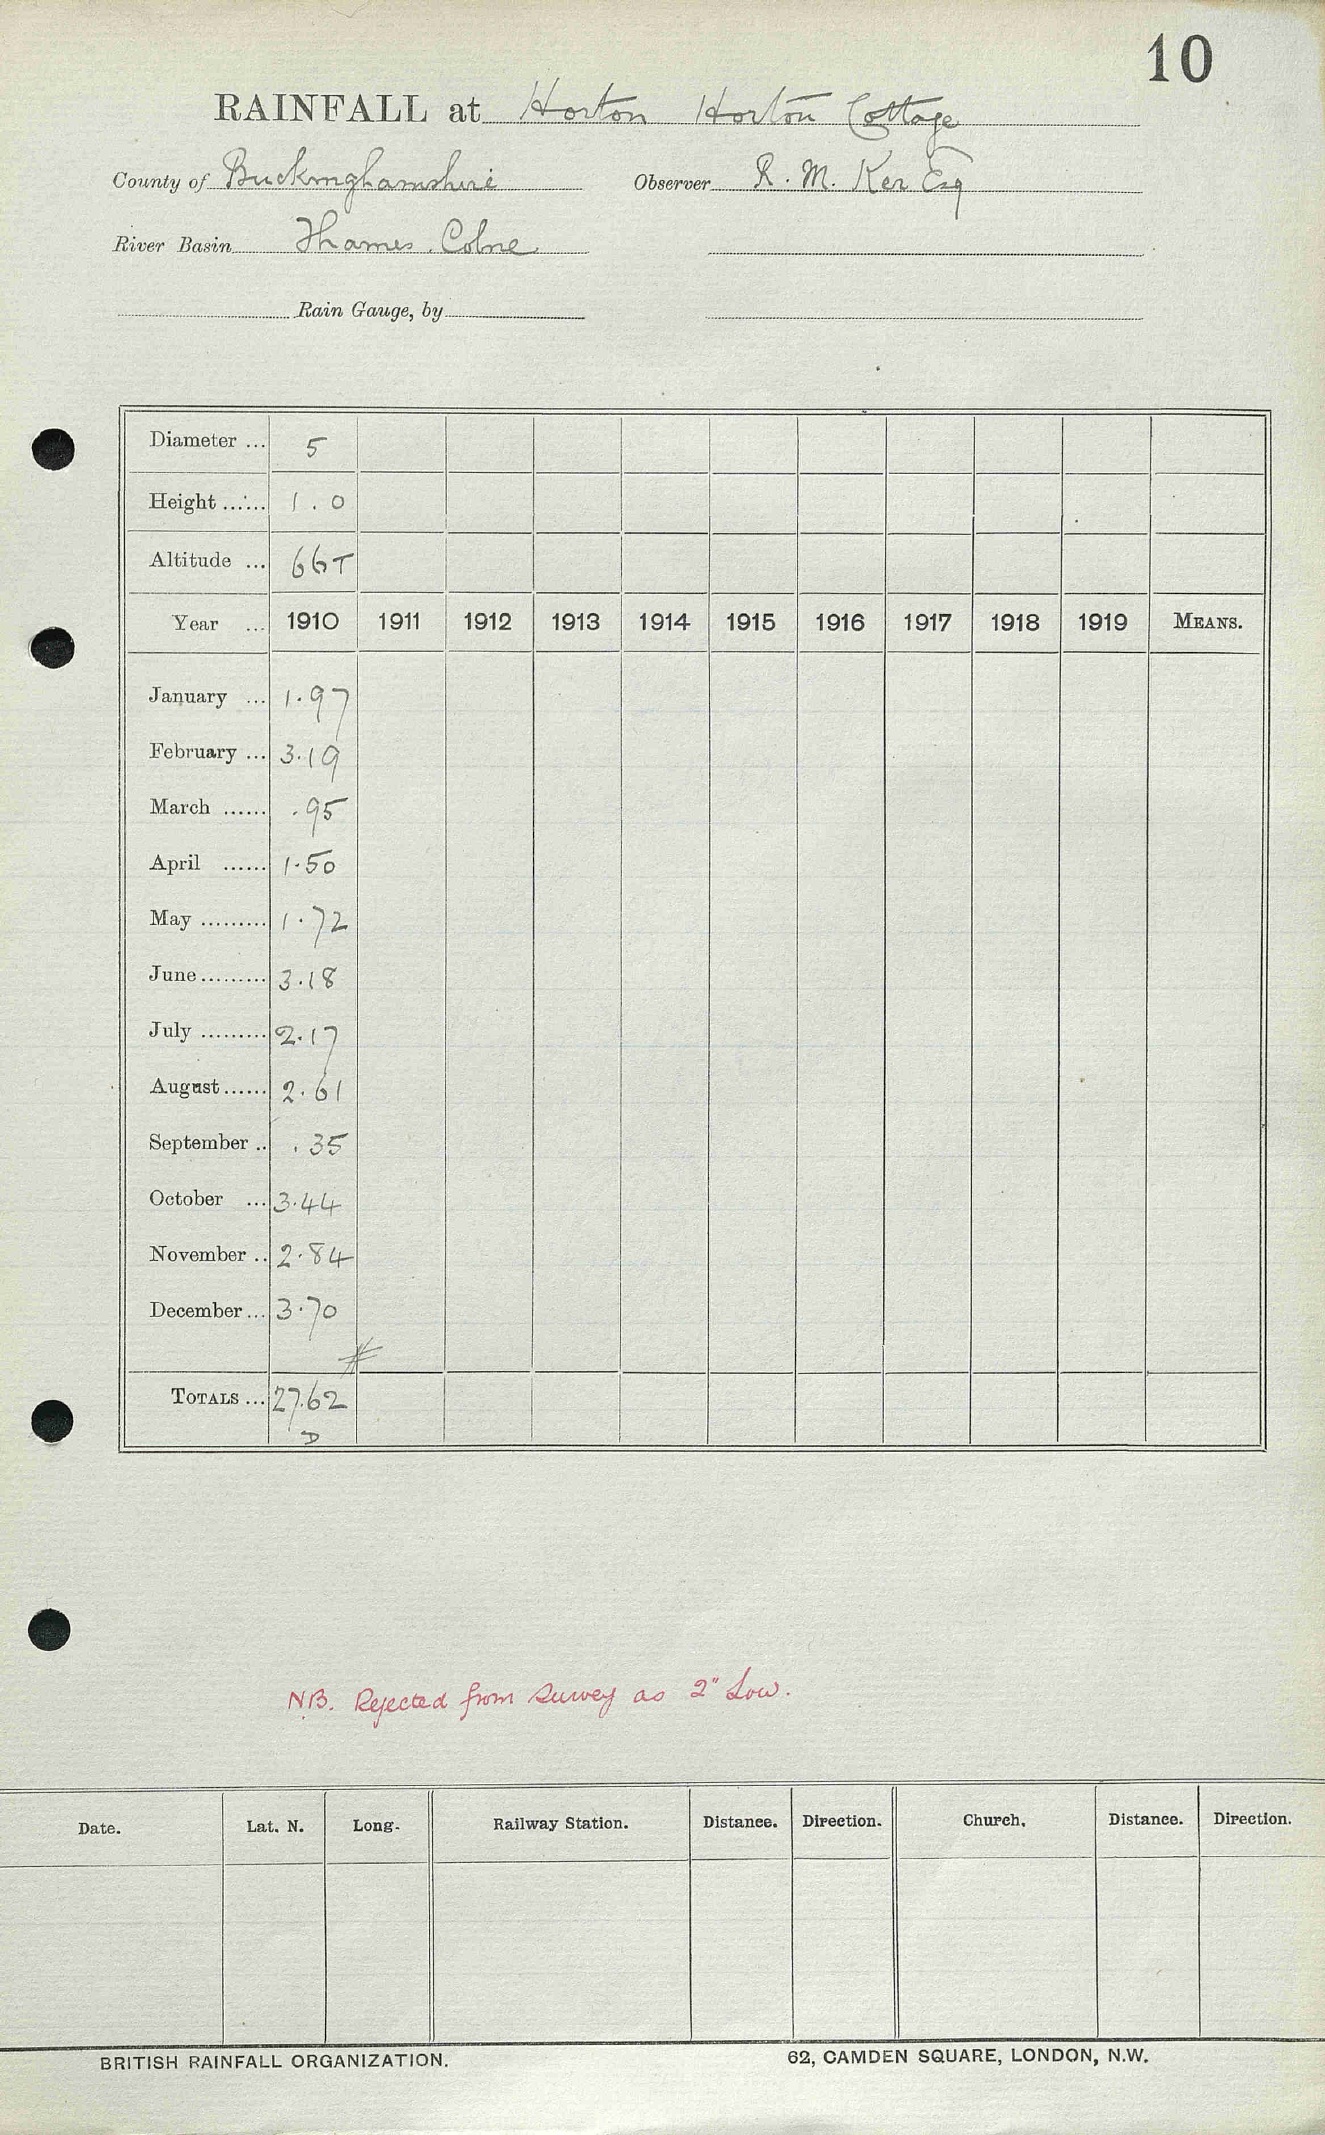 10
RAINFALL at Horton Horton Cottage
County of Buckinghamshire Observer R. M. Ker Esq
River Basin Thames. Colne
Rain Gauge, by
Diameter ... 5
Height ...... 1.0
Altitude ... 66T
Year ... 1910 1911 1912 1913 1914 1915 1916 1917 1918 1919 MEANS.
January ... 1.97
February ... 3.19
March ...... .95
April ...... 1.50
May ......... 1.72
June ......... 3.18
July ......... 2.17
August ...... 2.61
September .. .35
October ... 3.44
November .. 2.84
December ... 3.70
#
TOTALS ... 27.62
D
NB. Rejected from Survey as 2" Low.
Date. Lat. N. Long. Railway Station. Distance. Direction. Church. Distance. Direction.
BRITISH RAINFALL ORGANIZATION. 62, CAMDEN SQUARE, LONDON, N.W.